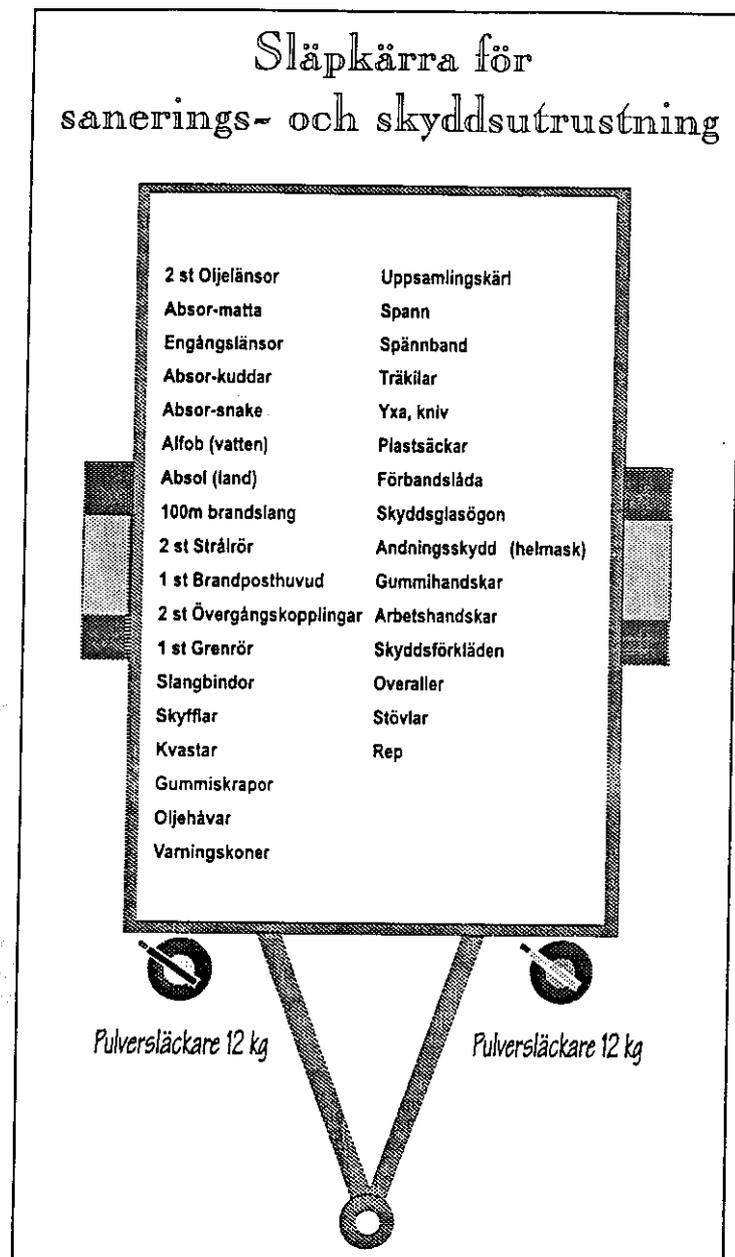 Släpkärra för
sanerings- och skyddsutrustning
2 st Oljelänsor
Absor-matta
Engångslänsor
Absor-kuddar
Absor-snake
Alfob (vatten)
Absol (land)
100m brandslang
2 st Strålrör
1 st Brandposthuvud
2 st Övergångskopplingar
1 st Grenrör
Slangbindor
Skyfflar
Kvastar
Gummiskrapor
Oljehåvar
Varningskoner
Uppsamlingskärl
Spann
Spännband
Träkilar
Yxa, kniv
Plastsäckar
Förbandslåda
Skyddsglasögon
Andningsskydd (helmask)
Gummihandskar
Arbetshandskar
Skyddsförkläden
Overaller
Stövlar
Rep
Pulversläckare 12 kg
Pulversläckare 12 kg